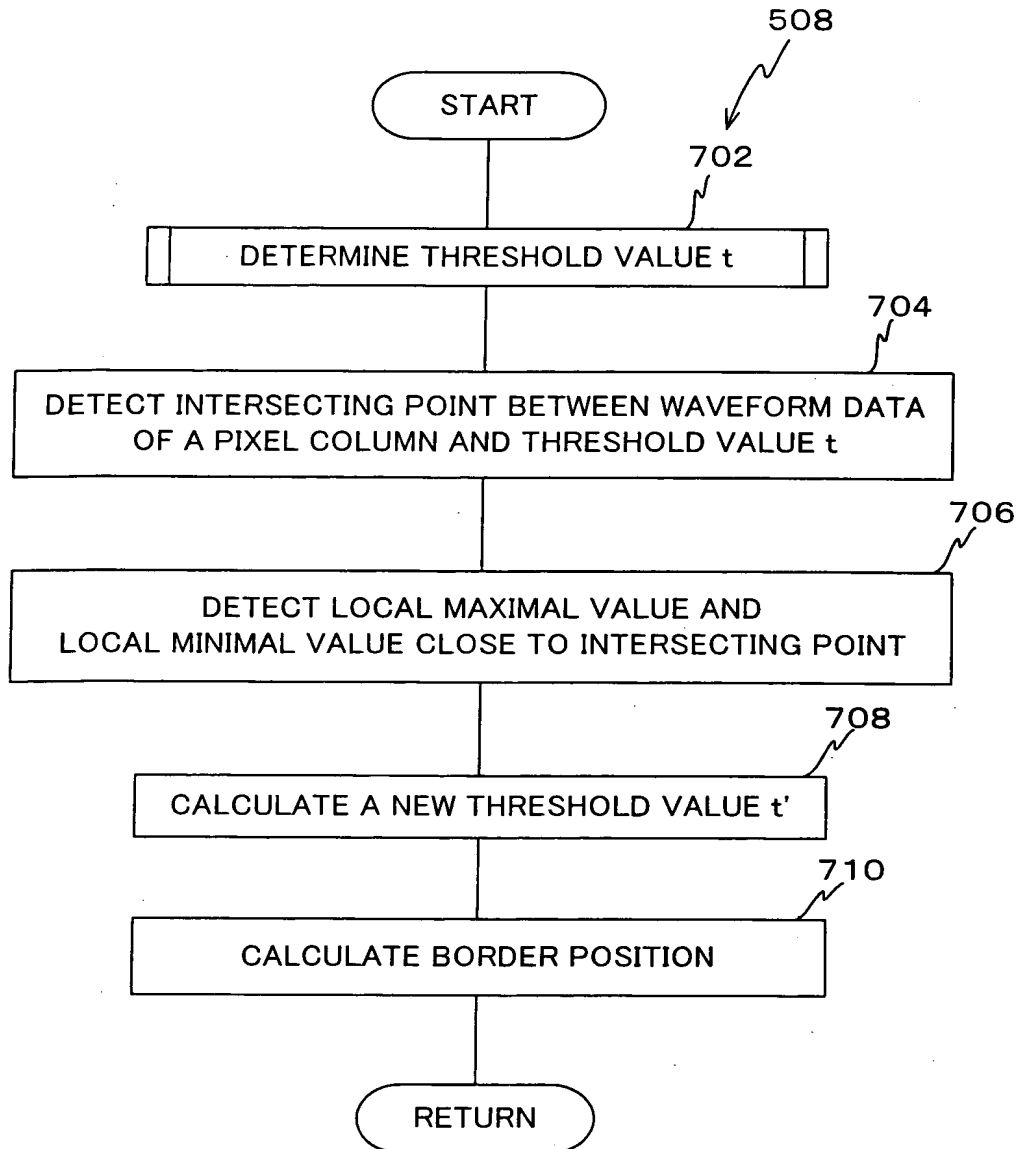 508
START
702
DETERMINE THRESHOLD VALUE t
704
DETECT INTERSECTING POINT BETWEEN WAVEFORM DATA
OF A PIXEL COLUMN AND THRESHOLD VALUE t
706
DETECT LOCAL MAXIMAL VALUE AND
LOCAL MINIMAL VALUE CLOSE TO INTERSECTING POINT
708
CALCULATE A NEW THRESHOLD VALUE t'
710
CALCULATE BORDER POSITION
RETURN